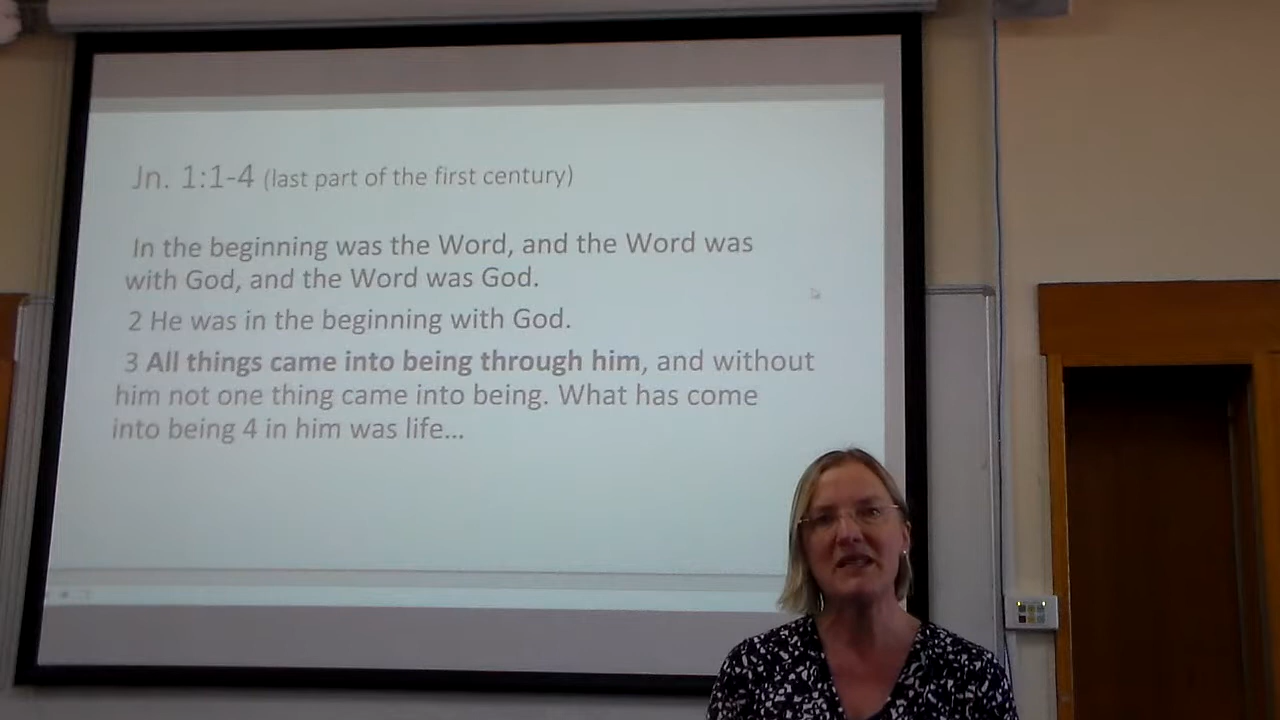 Jn. 1:1-4 (last part of the first century)
In the beginning was the Word, and the Word was
with God, and the Word was God.
2 He was in the beginning with God.
3 All things came into being through him, and without
him not one thing came into being. What has come
into being 4 in him was life...